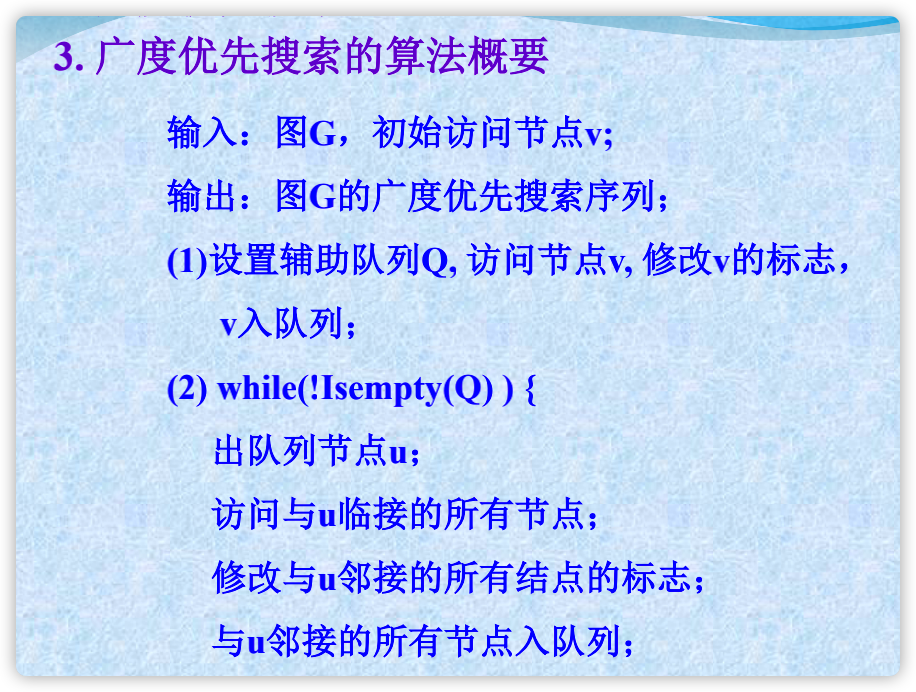 3. 广度优先搜索的算法概要
输入：图G，初始访问节点v;
输出：图G的广度优先搜索序列；
(1)设置辅助队列Q, 访问节点v, 修改v的标志，
v入队列；
(2) while(!Isempty(Q) ) {
出队列节点u；
访问与u临接的所有节点；
修改与u邻接的所有结点的标志；
与u邻接的所有节点入队列；